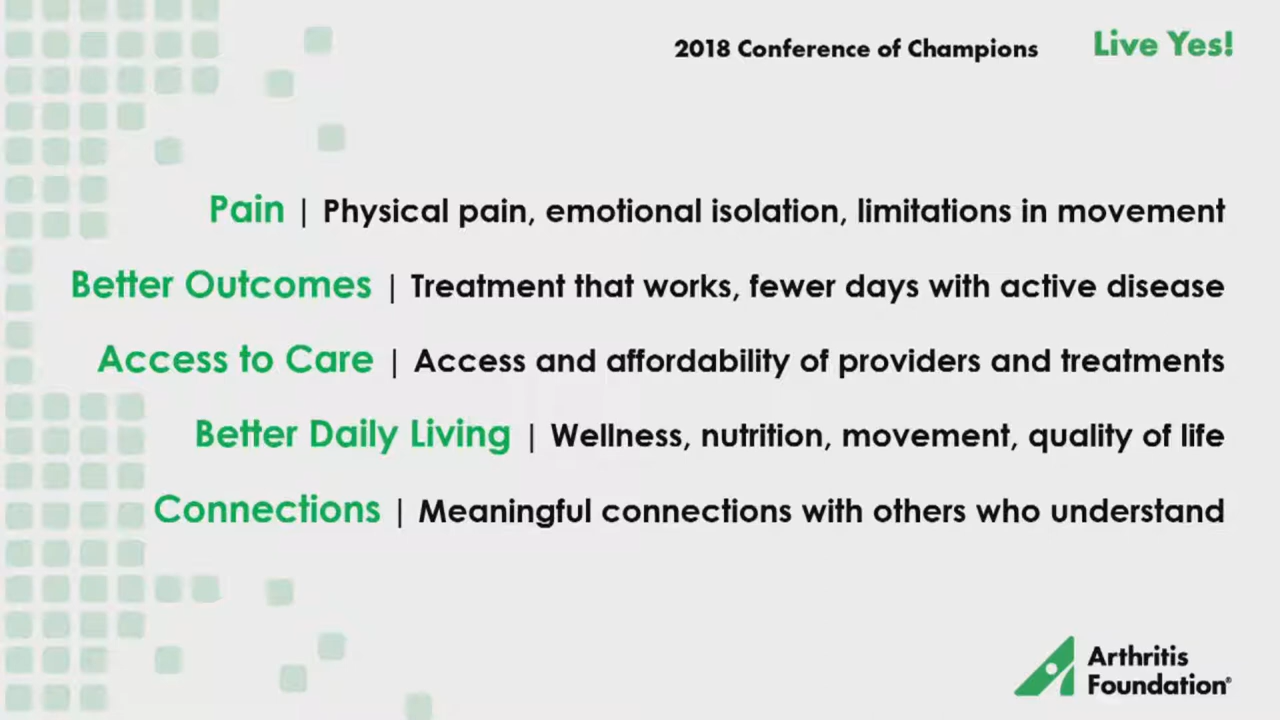 2018 Conference of Champions Live Yes!
Pain | Physical pain, emotional isolation, limitations in movement
Better Outcomes | Treatment that works, fewer days with active disease
Access to Care | Access and affordability of providers and treatments
Better Daily Living | Wellness, nutrition, movement, quality of life
Connections | Meaningful connections with others who understand
Arthritis
Foundation®